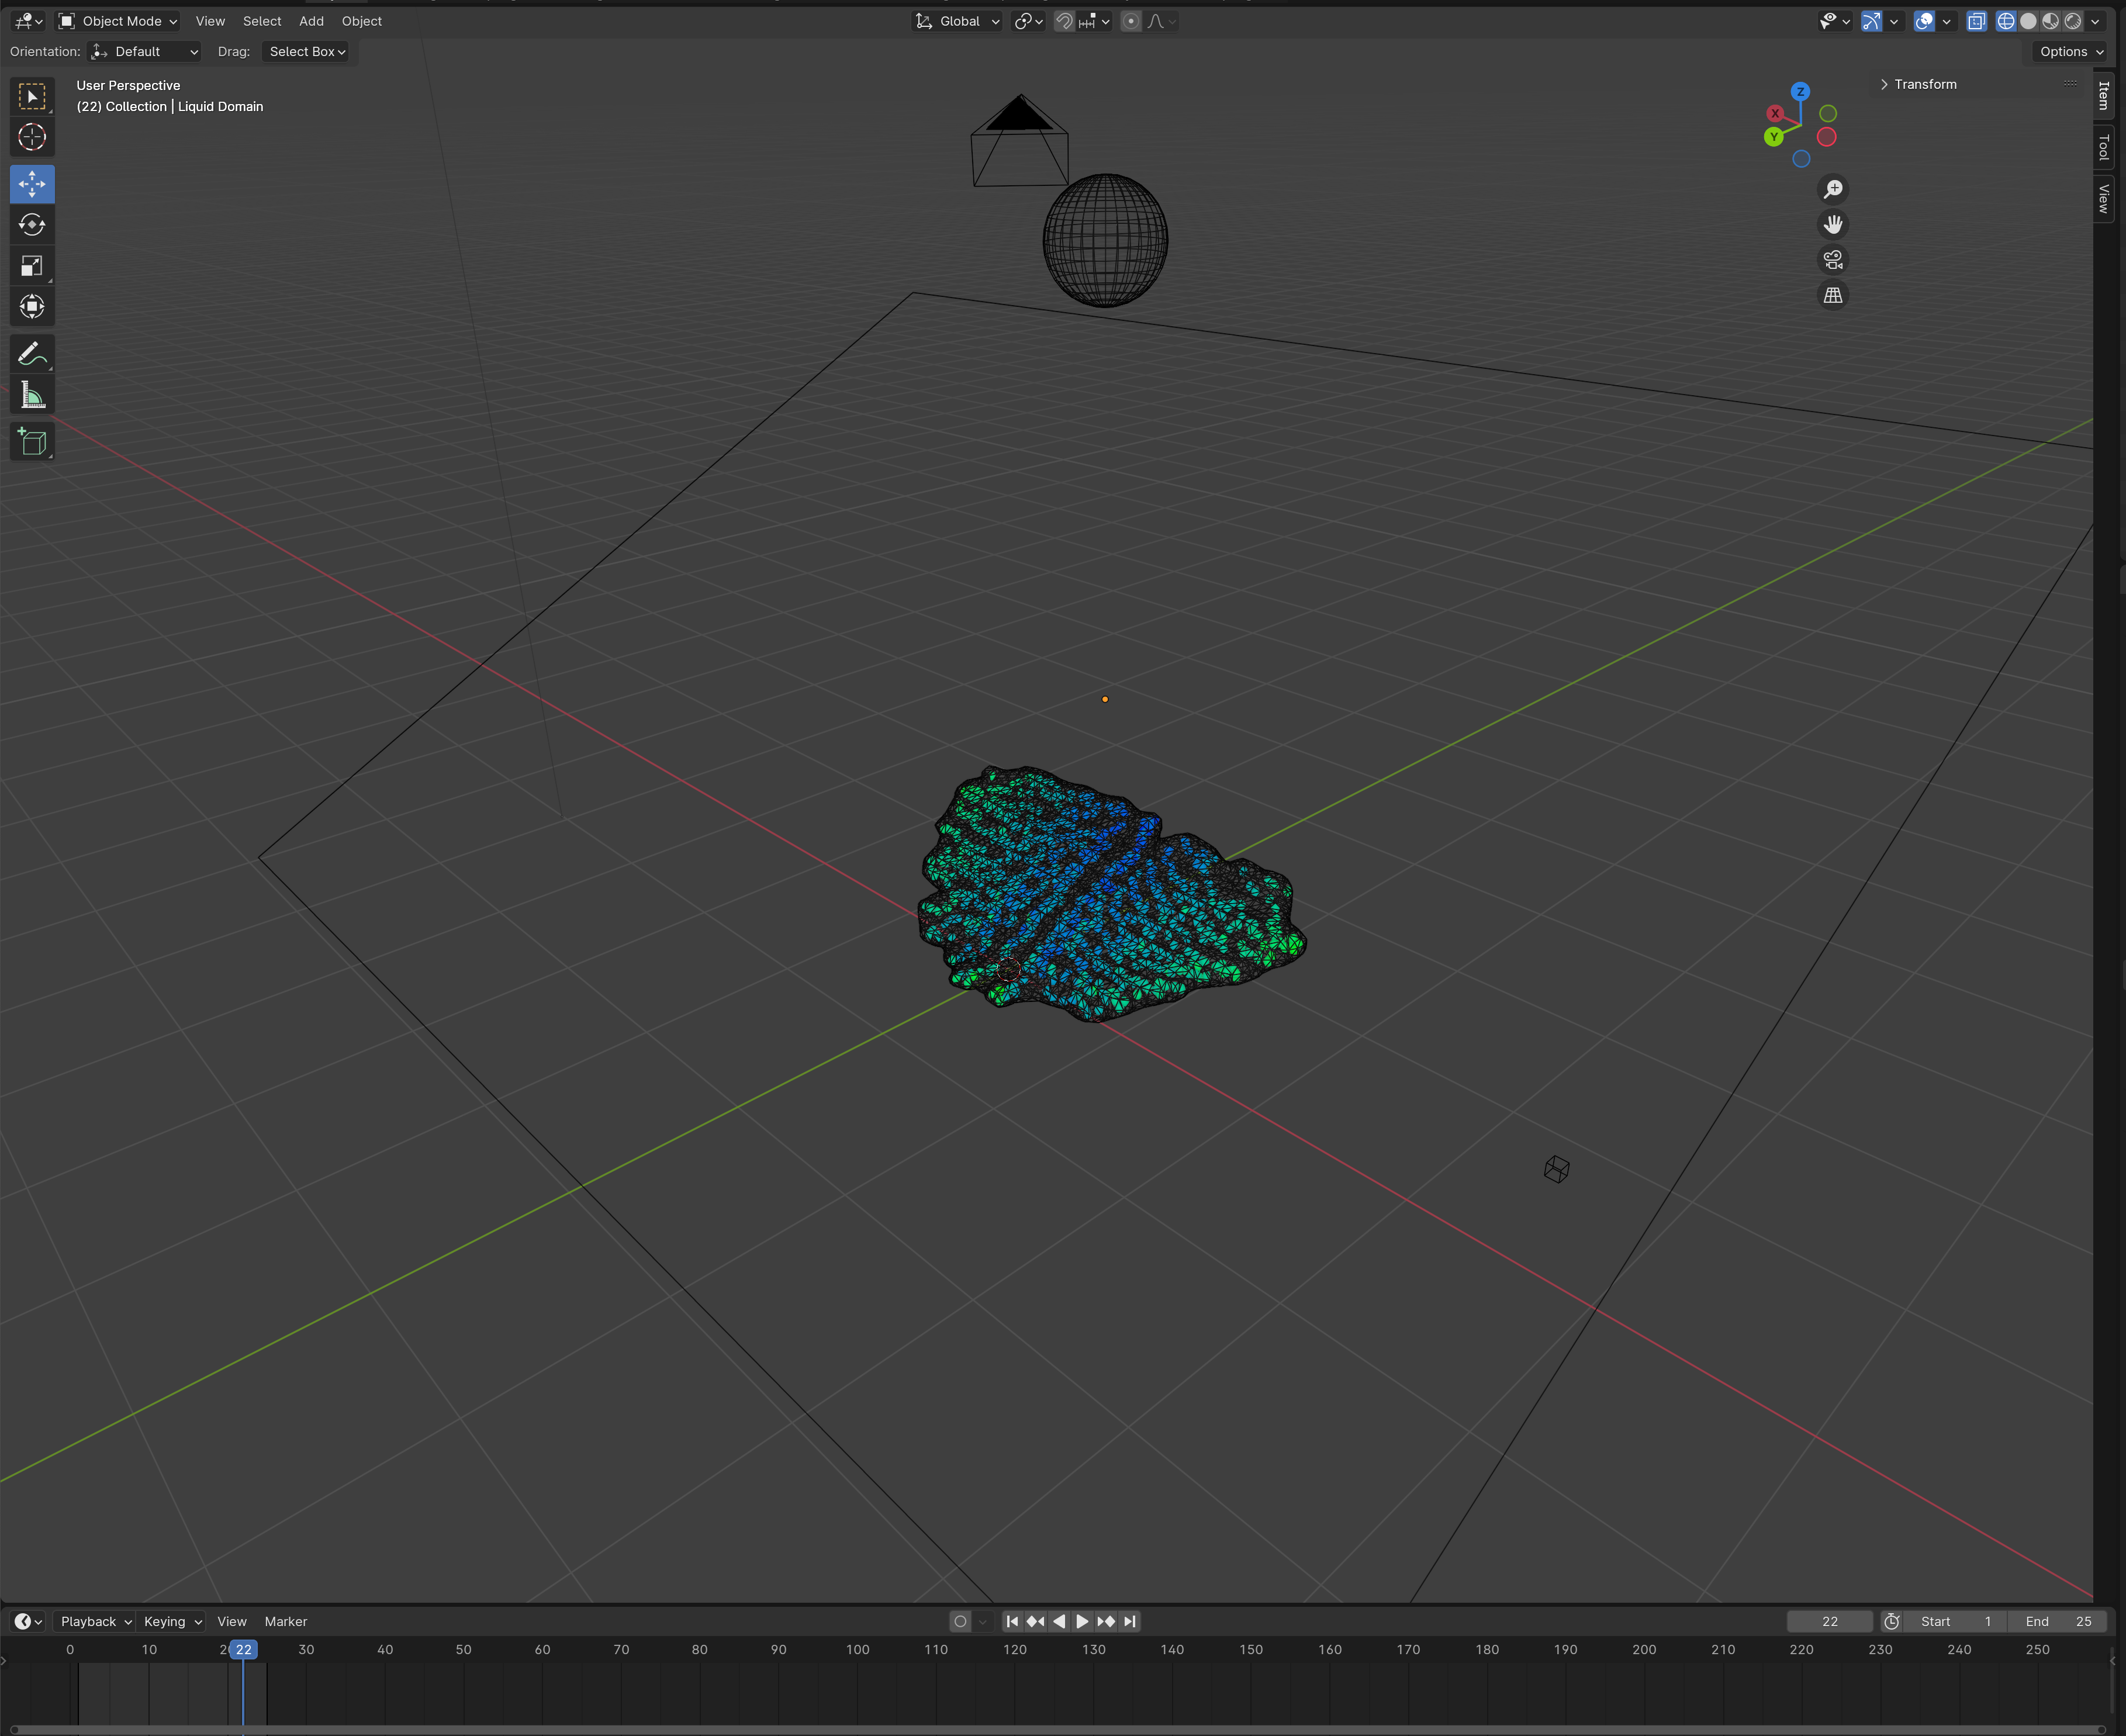 Object Mode View Select Add Object Global
Orientation: Default Drag: Select Box Options
User Perspective
(22) Collection | Liquid Domain
Transform
Z
X
Y
Item
Tool
View
Playback Keying View Marker 22 Start 1 End 25
0 10 22 30 40 50 60 70 80 90 100 110 120 130 140 150 160 170 180 190 200 210 220 230 240 250